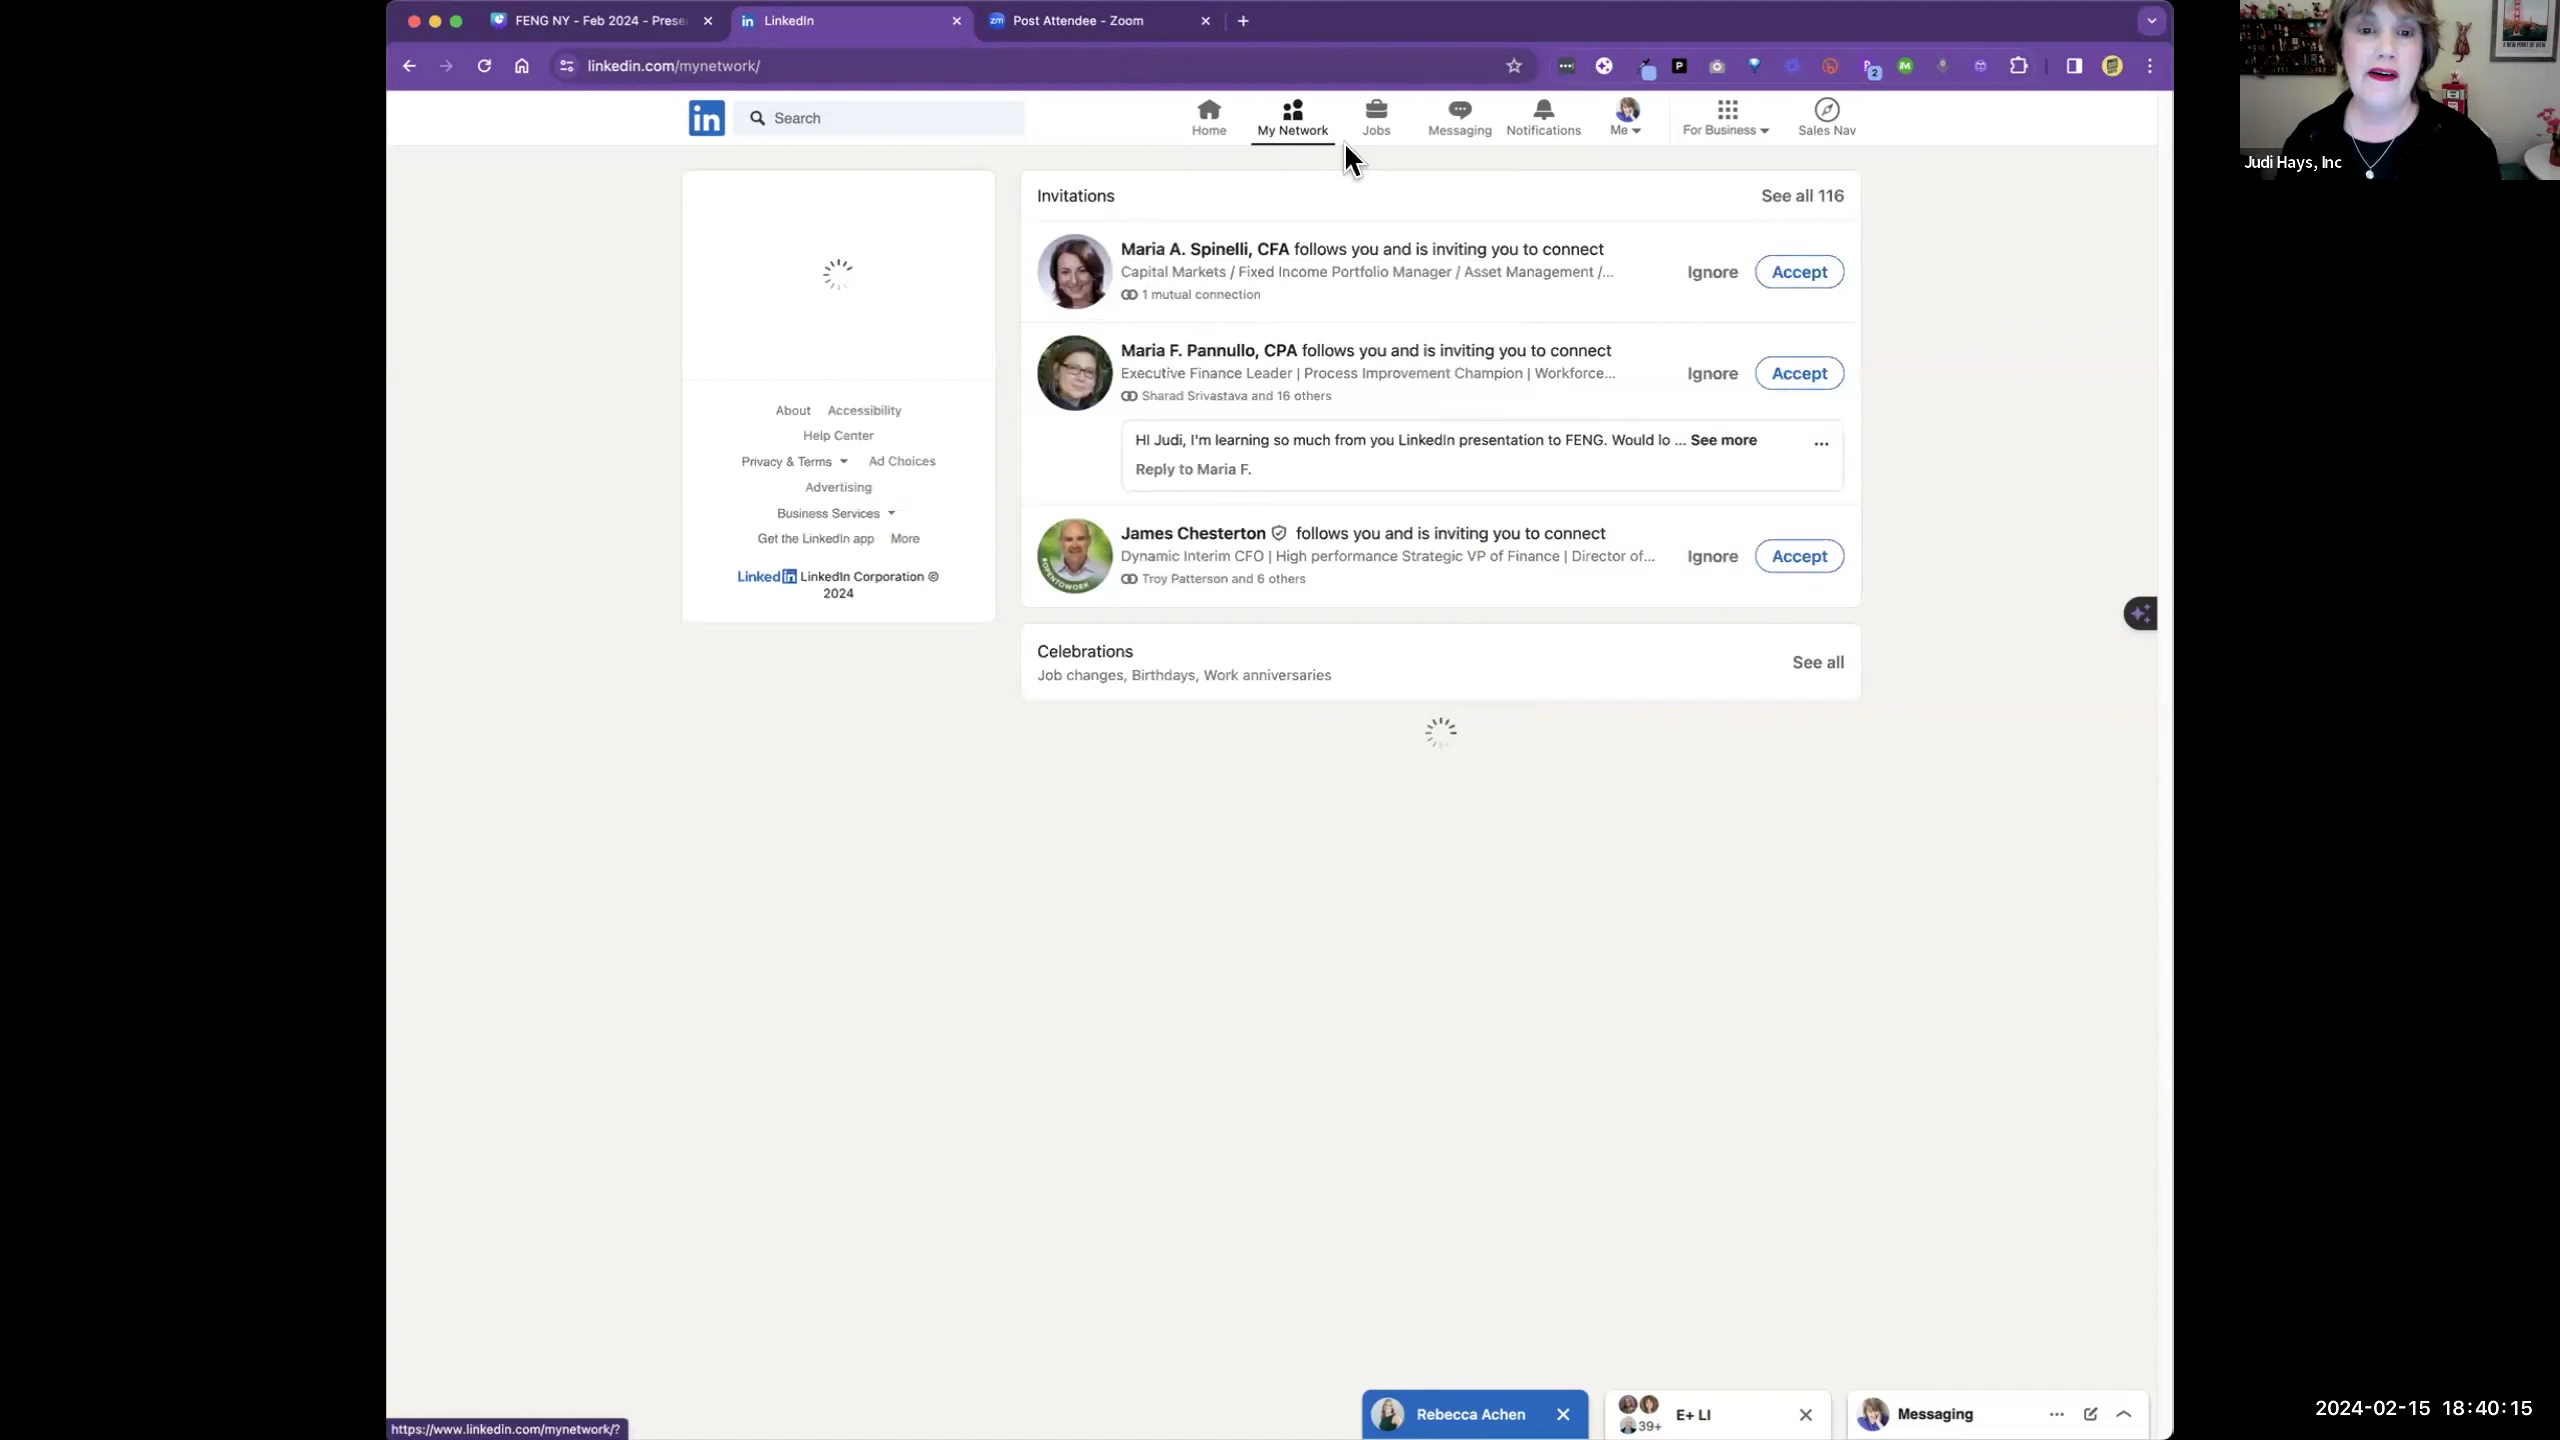 FENG NY - Feb 2024 - Prese
LinkedIn
Post Attendee - Zoom
linkedin.com/mynetwork/
2
in
Search
Home
My Network
Jobs
Messaging
Notifications
Me
For Business
Sales Nav
Judi Hays, Inc
Invitations
See all 116
Maria A. Spinelli, CFA follows you and is inviting you to connect
Capital Markets / Fixed Income Portfolio Manager / Asset Management /...
1 mutual connection
Ignore
Accept
Maria F. Pannullo, CPA follows you and is inviting you to connect
Executive Finance Leader | Process Improvement Champion | Workforce...
Sharad Srivastava and 16 others
Ignore
Accept
HI Judi, I'm learning so much from you LinkedIn presentation to FENG. Would lo ... See more
Reply to Maria F.
James Chesterton follows you and is inviting you to connect
Dynamic Interim CFO | High performance Strategic VP of Finance | Director of...
Troy Patterson and 6 others
Ignore
Accept
#OPENTOWORK
Celebrations
Job changes, Birthdays, Work anniversaries
See all
About Accessibility
Help Center
Privacy & Terms Ad Choices
Advertising
Business Services
Get the LinkedIn app More
LinkedIn LinkedIn Corporation ©
2024
https://www.linkedin.com/mynetwork/?
Rebecca Achen
39+
E+ LI
Messaging
2024-02-15 18:40:15